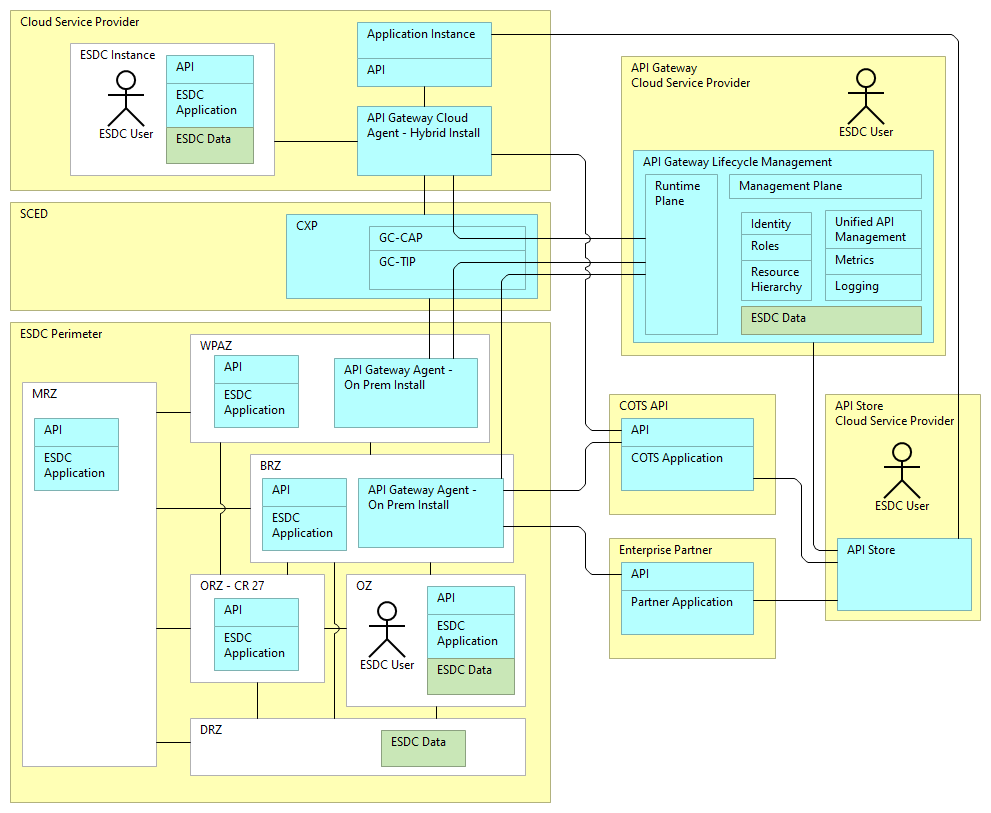 Cloud Service Provider
ESDC Instance
ESDC User
API
ESDC
Application
ESDC Data
Application Instance
API
API Gateway Cloud
Agent - Hybrid Install
SCED
CXP
GC-CAP
GC-TIP
ESDC Perimeter
MRZ
API
ESDC
Application
WPAZ
API
ESDC
Application
API Gateway Agent -
On Prem Install
BRZ
API
ESDC
Application
API Gateway Agent -
On Prem Install
ORZ - CR 27
API
ESDC
Application
OZ
ESDC User
API
ESDC
Application
ESDC Data
DRZ
ESDC Data
API Gateway
Cloud Service Provider
ESDC User
API Gateway Lifecycle Management
Runtime
Plane
Management Plane
Identity
Roles
Resource
Hierarchy
Unified API
Management
Metrics
Logging
ESDC Data
COTS API
API
COTS Application
Enterprise Partner
API
Partner Application
API Store
Cloud Service Provider
ESDC User
API Store